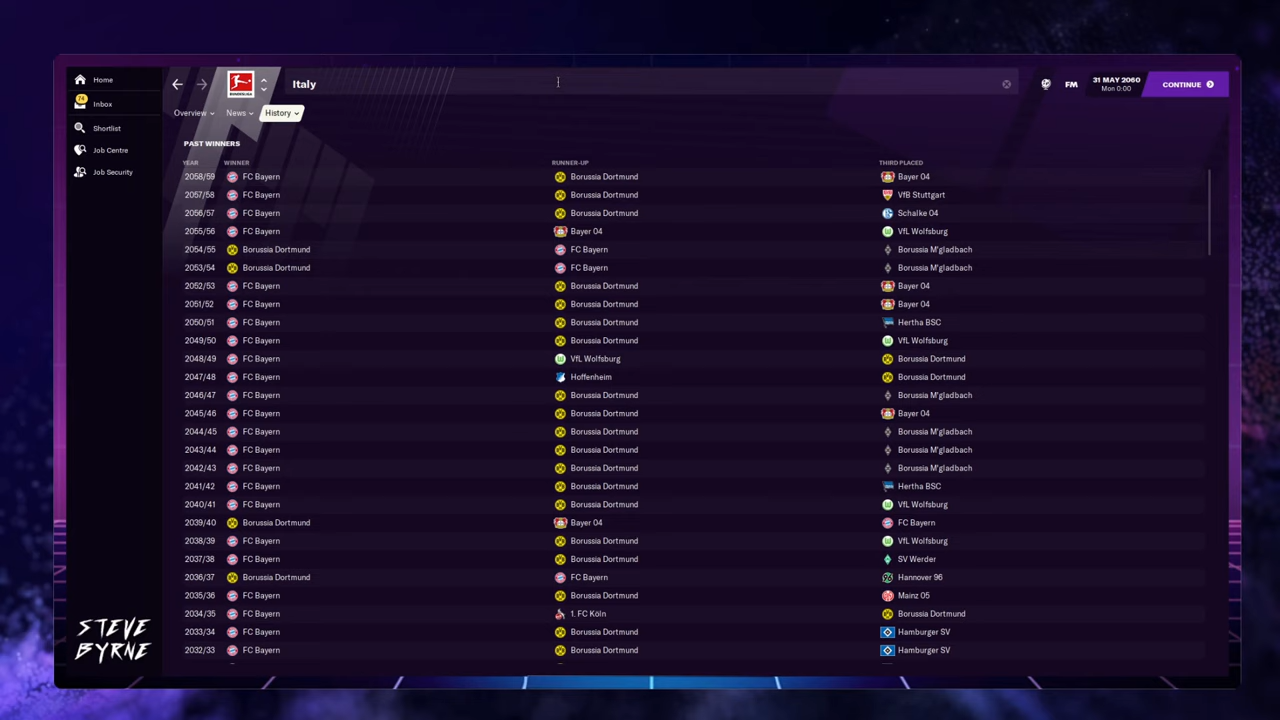 Home
Inbox
74
Shortlist
Job Centre
Job Security
BUNDESLIGA
Italy
FM
31 MAY 2060
Mon 0:00
CONTINUE
Overview
News
History
PAST WINNERS
YEAR WINNER RUNNER-UP THIRD PLACED
2058/59 FC Bayern Borussia Dortmund Bayer 04
2057/58 FC Bayern Borussia Dortmund VfB Stuttgart
2056/57 FC Bayern Borussia Dortmund Schalke 04
2055/56 FC Bayern Bayer 04 VfL Wolfsburg
2054/55 Borussia Dortmund FC Bayern Borussia M'gladbach
2053/54 Borussia Dortmund FC Bayern Borussia M'gladbach
2052/53 FC Bayern Borussia Dortmund Bayer 04
2051/52 FC Bayern Borussia Dortmund Bayer 04
2050/51 FC Bayern Borussia Dortmund Hertha BSC
2049/50 FC Bayern Borussia Dortmund VfL Wolfsburg
2048/49 FC Bayern VfL Wolfsburg Borussia Dortmund
2047/48 FC Bayern Hoffenheim Borussia Dortmund
2046/47 FC Bayern Borussia Dortmund Borussia M'gladbach
2045/46 FC Bayern Borussia Dortmund Bayer 04
2044/45 FC Bayern Borussia Dortmund Borussia M'gladbach
2043/44 FC Bayern Borussia Dortmund Borussia M'gladbach
2042/43 FC Bayern Borussia Dortmund Borussia M'gladbach
2041/42 FC Bayern Borussia Dortmund Hertha BSC
2040/41 FC Bayern Borussia Dortmund VfL Wolfsburg
2039/40 Borussia Dortmund Bayer 04 FC Bayern
2038/39 FC Bayern Borussia Dortmund VfL Wolfsburg
2037/38 FC Bayern Borussia Dortmund SV Werder
2036/37 Borussia Dortmund FC Bayern Hannover 96
2035/36 FC Bayern Borussia Dortmund Mainz 05
2034/35 FC Bayern 1. FC Köln Borussia Dortmund
2033/34 FC Bayern Borussia Dortmund Hamburger SV
2032/33 FC Bayern Borussia Dortmund Hamburger SV
STEVE
BYRNE